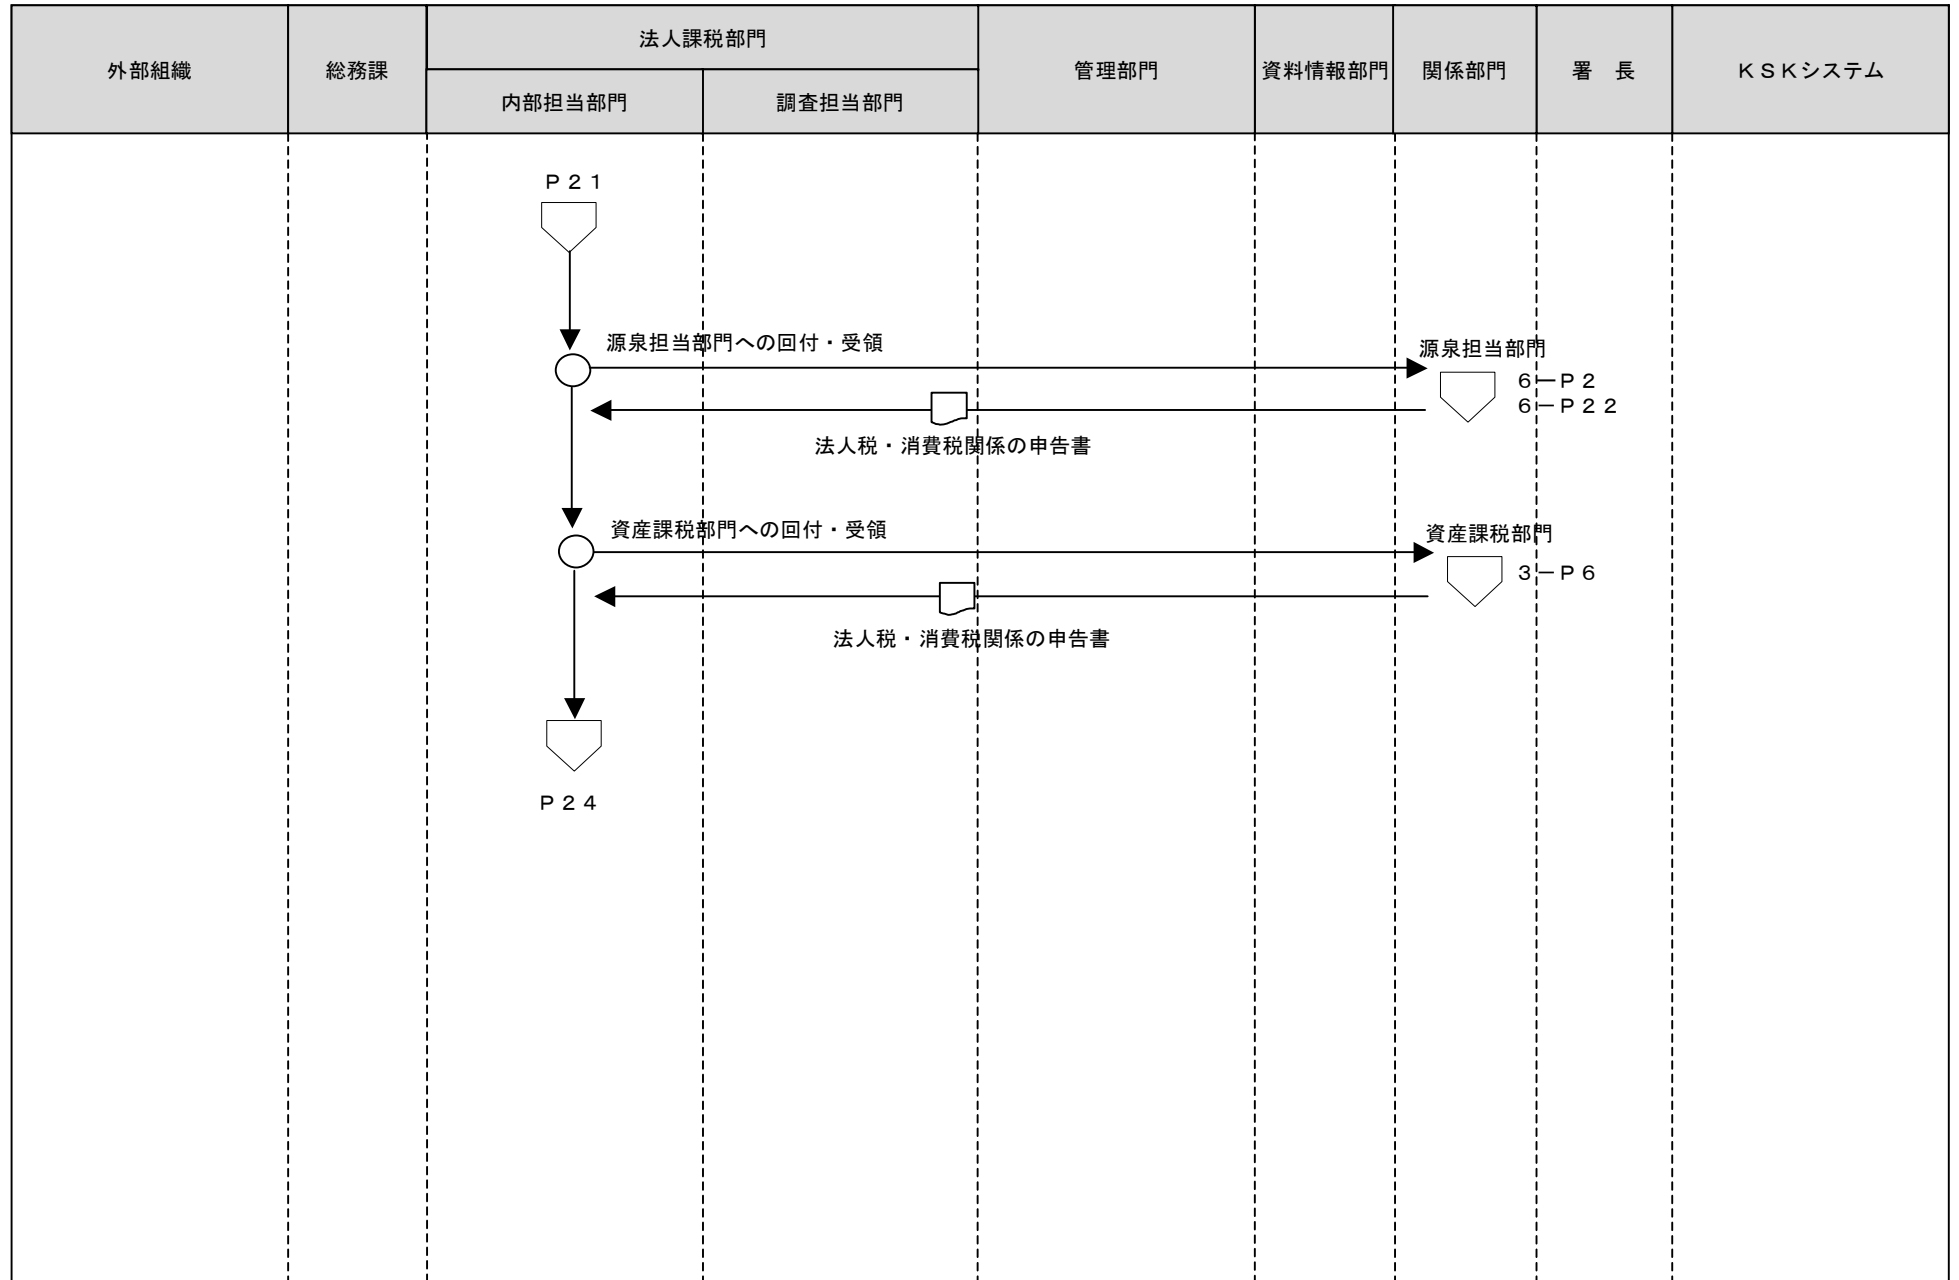 外部組織
総務課
法人課税部門
内部担当部門
調査担当部門
管理部門
資料情報部門
関係部門
署　長
ＫＳＫシステム
Ｐ２１
源泉担当部門への回付・受領
源泉担当部門
６－Ｐ２
６－Ｐ２２
法人税・消費税関係の申告書
資産課税部門への回付・受領
資産課税部門
３－Ｐ６
法人税・消費税関係の申告書
Ｐ２４